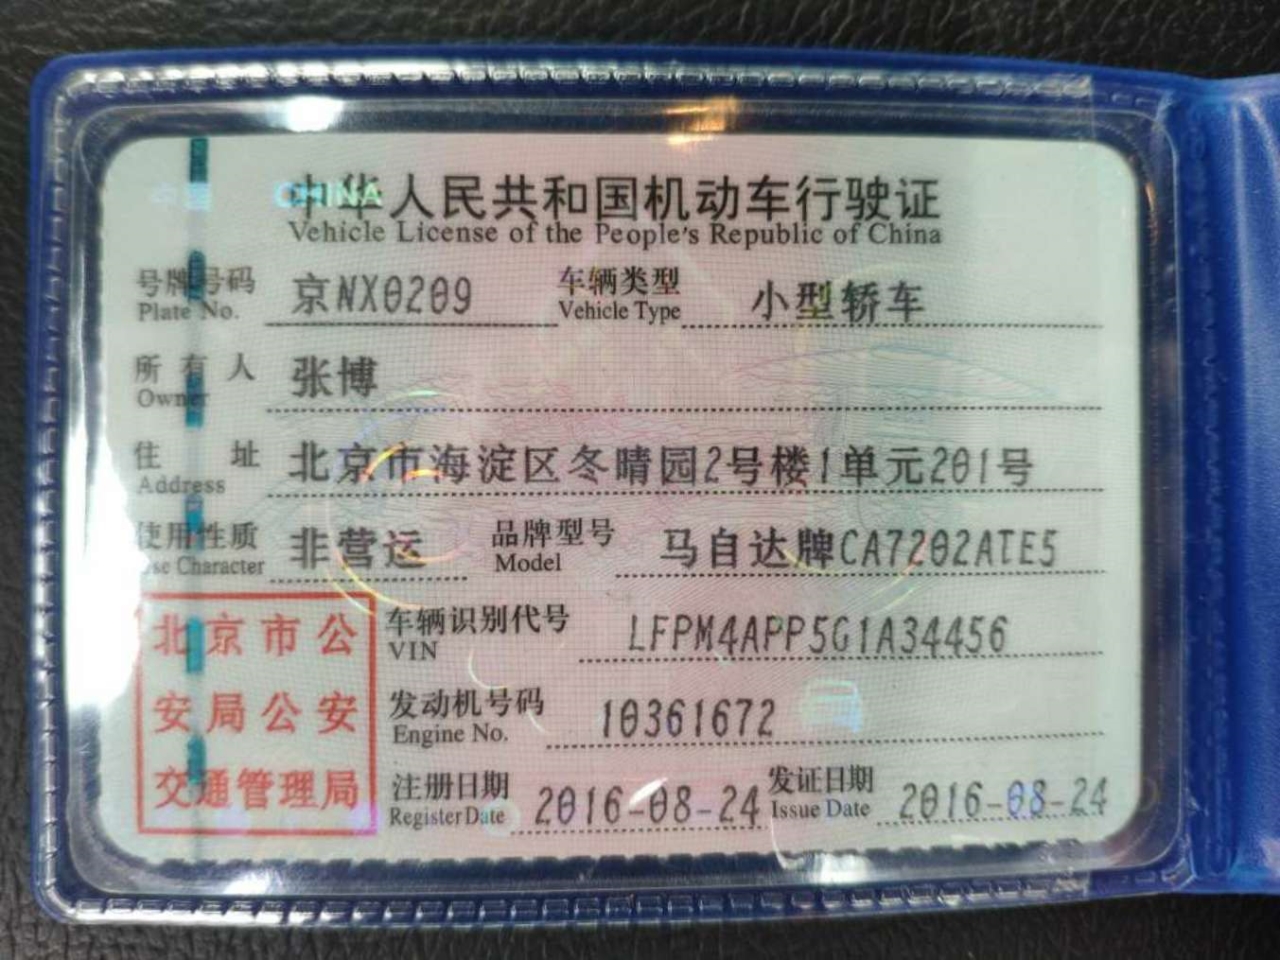 中国 CHINA
中华人民共和国机动车行驶证
Vehicle License of the People's Republic of China
号牌号码 京NX0209 车辆类型 小型轿车
Plate No. Vehicle Type
所有人 张博
Owner
住址 北京市海淀区冬晴园2号楼1单元201号
Address
使用性质 非营运 品牌型号 马自达牌CA7202ATE5
Use Character Model
北京市公
安局公安
交通管理局
车辆识别代号 LFPM4APP5G1A34456
VIN
发动机号码 10361672
Engine No.
注册日期 2016-08-24 发证日期 2016-08-24
Register Date Issue Date